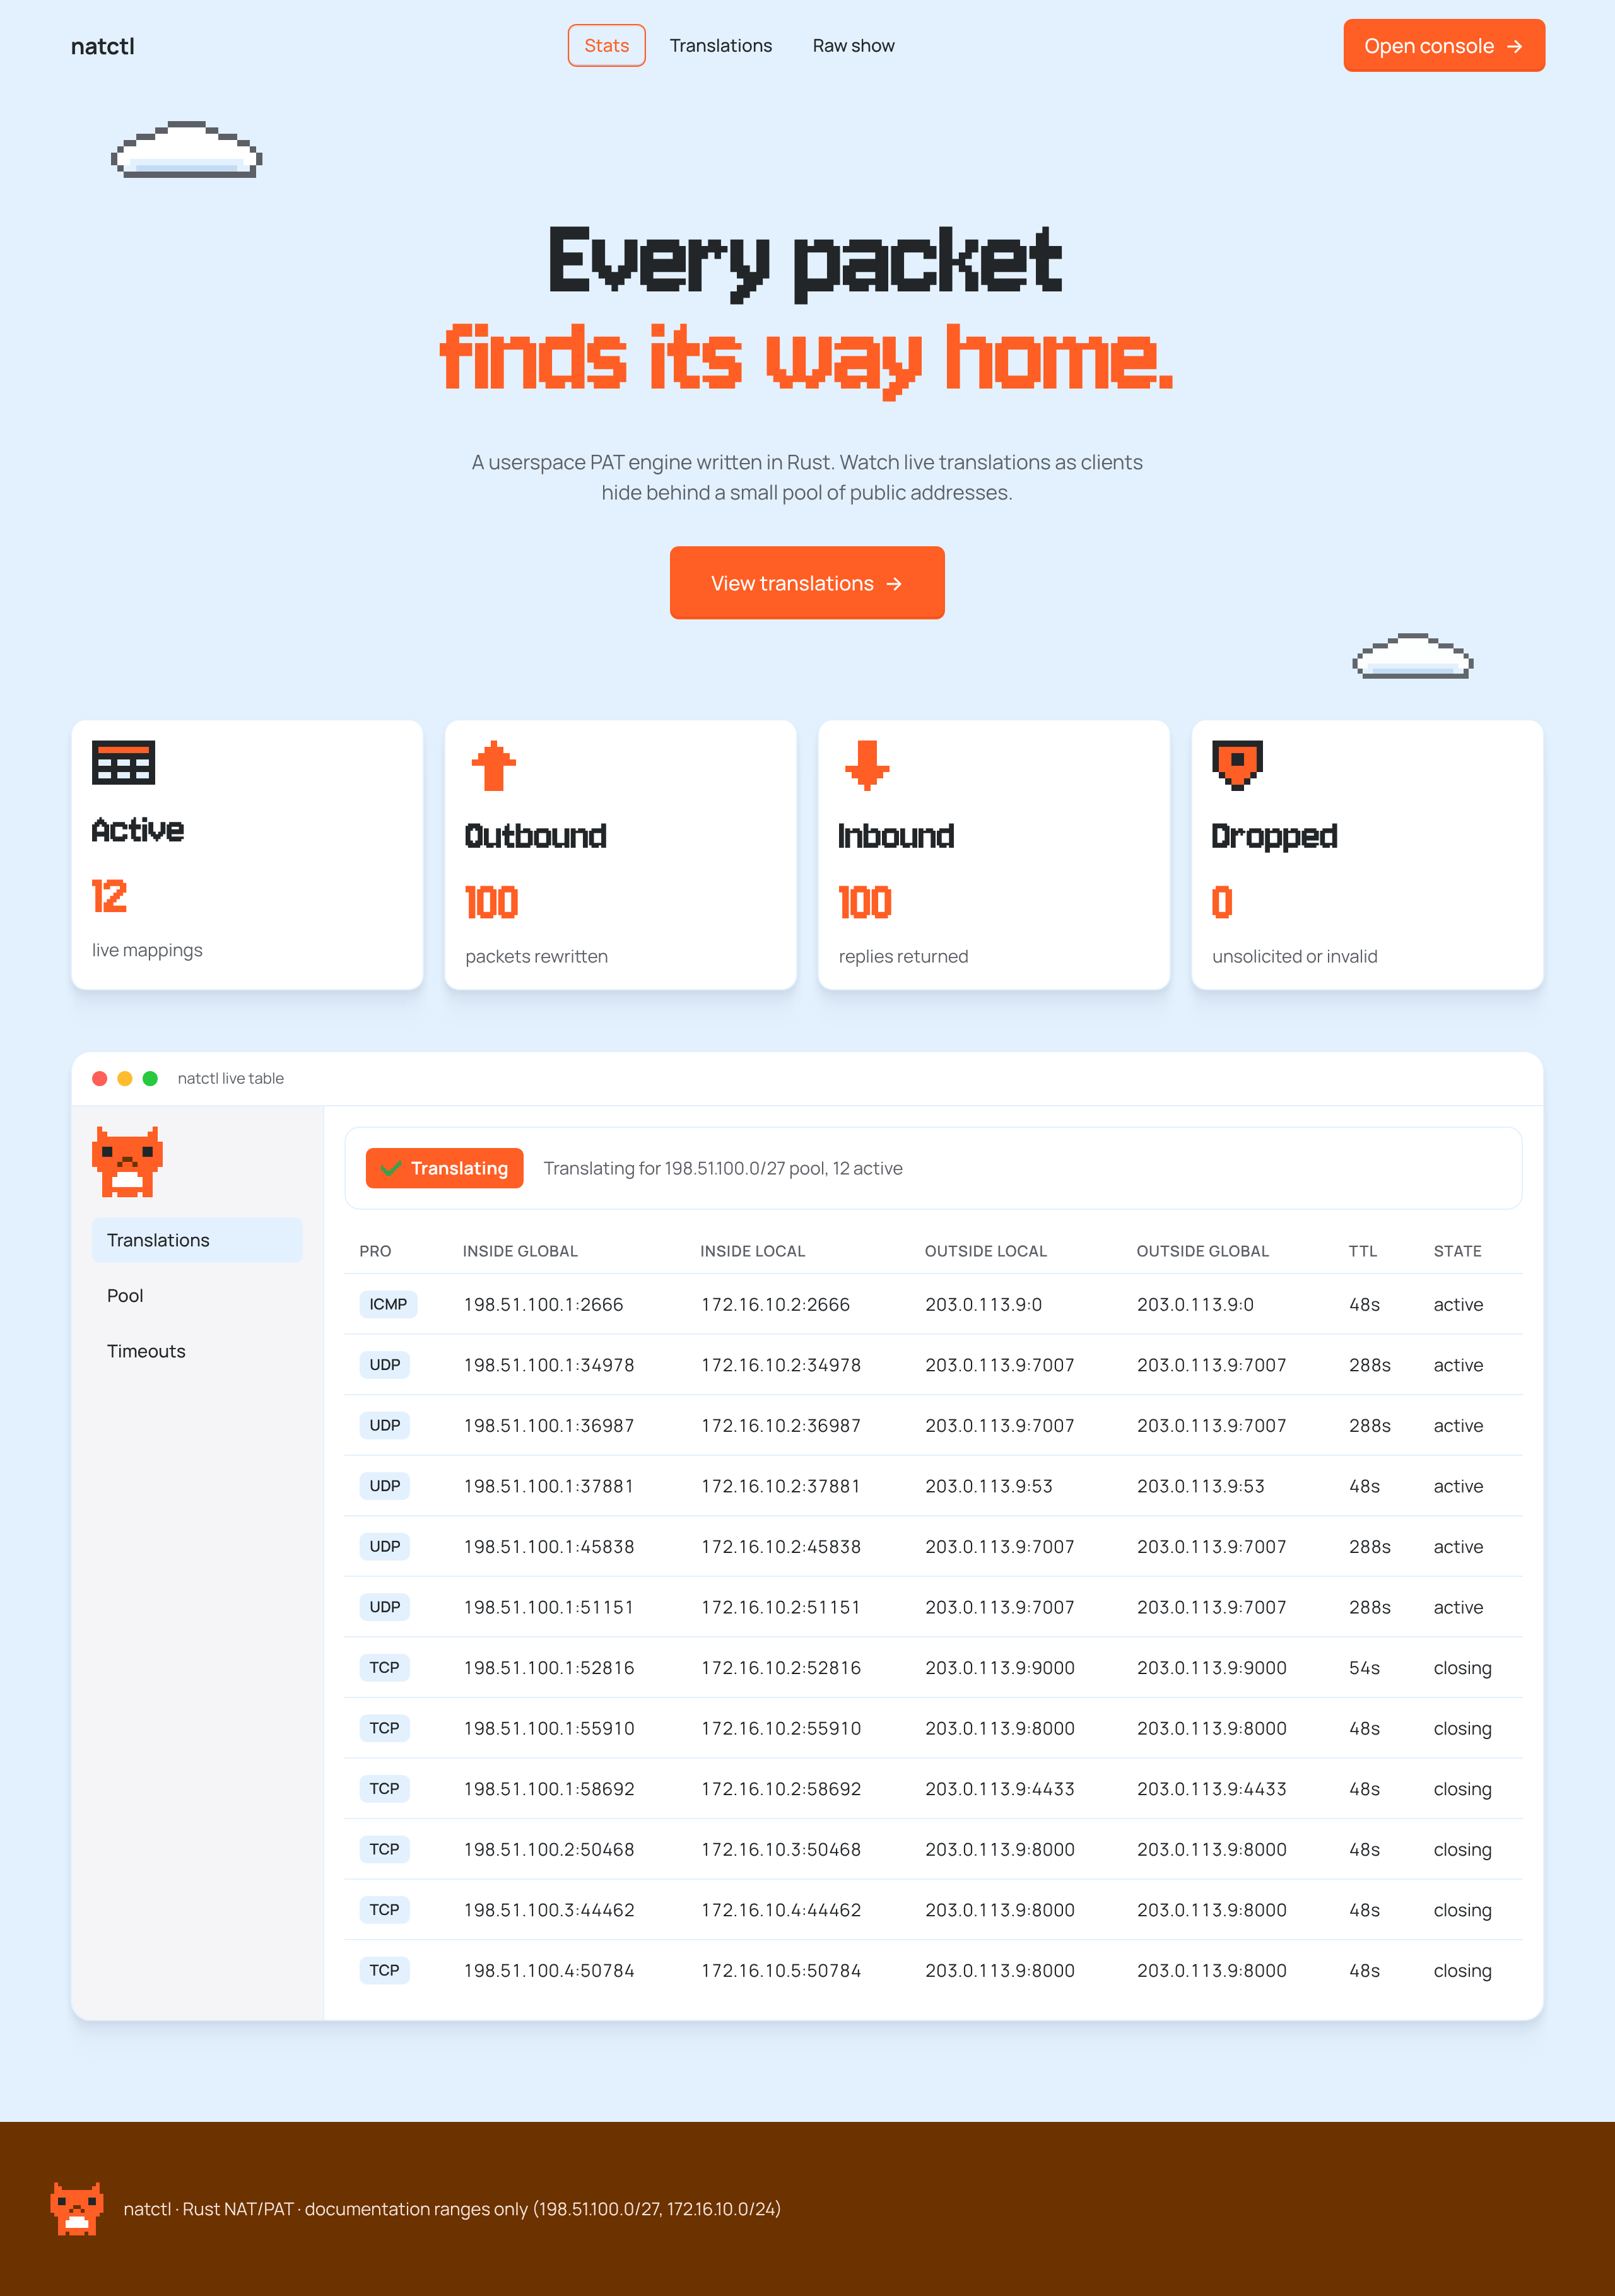 natctl
Stats
Translations
Raw show
Open console →
Every packet
finds its way home.
A userspace PAT engine written in Rust. Watch live translations as clients
hide behind a small pool of public addresses.
View translations →
Active
12
live mappings
Outbound
100
packets rewritten
Inbound
100
replies returned
Dropped
0
unsolicited or invalid
natctl live table
Translations
Pool
Timeouts
Translating Translating for 198.51.100.0/27 pool, 12 active
PRO INSIDE GLOBAL INSIDE LOCAL OUTSIDE LOCAL OUTSIDE GLOBAL TTL STATE
ICMP 198.51.100.1:2666 172.16.10.2:2666 203.0.113.9:0 203.0.113.9:0 48s active
UDP 198.51.100.1:34978 172.16.10.2:34978 203.0.113.9:7007 203.0.113.9:7007 288s active
UDP 198.51.100.1:36987 172.16.10.2:36987 203.0.113.9:7007 203.0.113.9:7007 288s active
UDP 198.51.100.1:37881 172.16.10.2:37881 203.0.113.9:53 203.0.113.9:53 48s active
UDP 198.51.100.1:45838 172.16.10.2:45838 203.0.113.9:7007 203.0.113.9:7007 288s active
UDP 198.51.100.1:51151 172.16.10.2:51151 203.0.113.9:7007 203.0.113.9:7007 288s active
TCP 198.51.100.1:52816 172.16.10.2:52816 203.0.113.9:9000 203.0.113.9:9000 54s closing
TCP 198.51.100.1:55910 172.16.10.2:55910 203.0.113.9:8000 203.0.113.9:8000 48s closing
TCP 198.51.100.1:58692 172.16.10.2:58692 203.0.113.9:4433 203.0.113.9:4433 48s closing
TCP 198.51.100.2:50468 172.16.10.3:50468 203.0.113.9:8000 203.0.113.9:8000 48s closing
TCP 198.51.100.3:44462 172.16.10.4:44462 203.0.113.9:8000 203.0.113.9:8000 48s closing
TCP 198.51.100.4:50784 172.16.10.5:50784 203.0.113.9:8000 203.0.113.9:8000 48s closing
natctl · Rust NAT/PAT · documentation ranges only (198.51.100.0/27, 172.16.10.0/24)